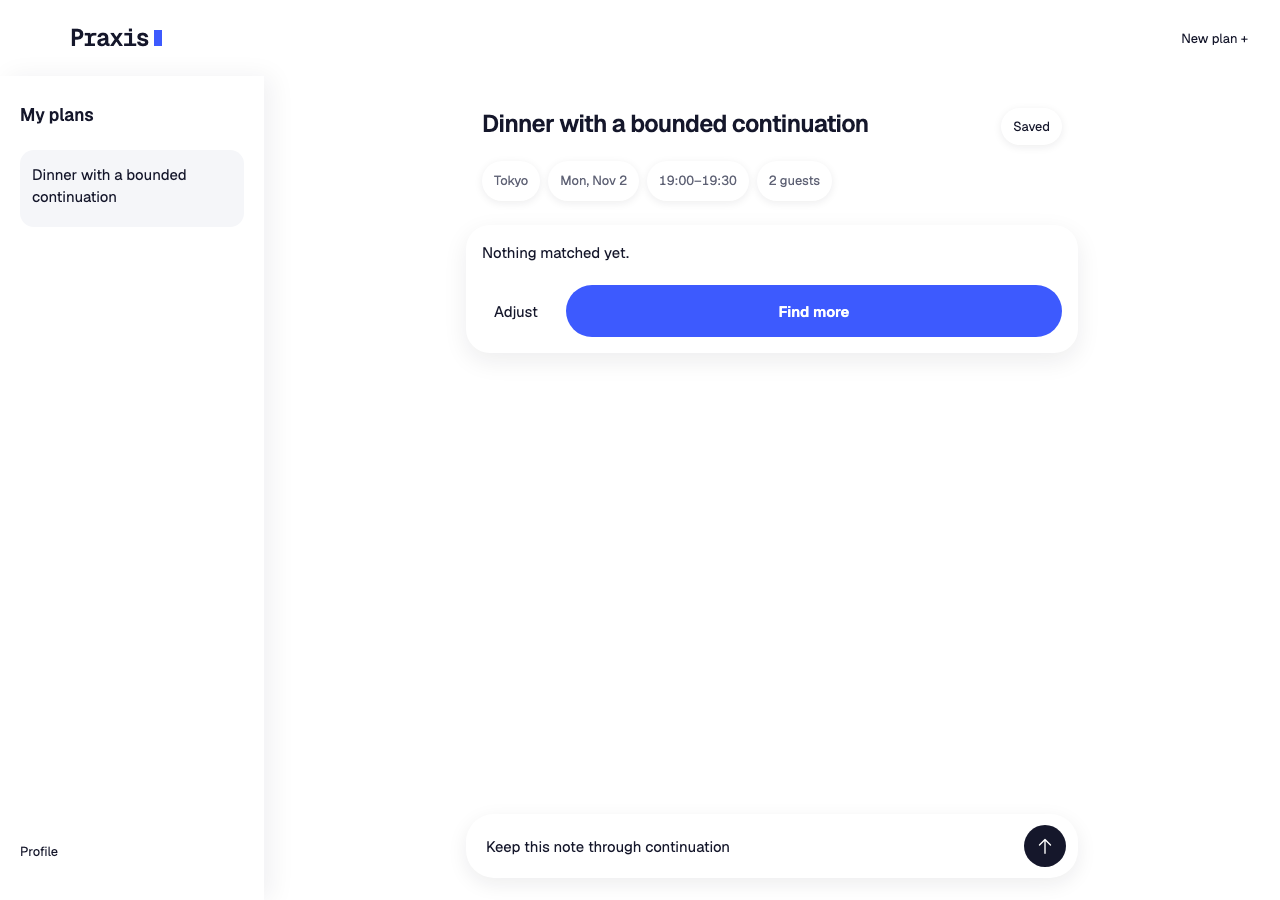 Praxis
New plan +
My plans
Dinner with a bounded
continuation
Profile
Dinner with a bounded continuation
Saved
Tokyo
Mon, Nov 2
19:00–19:30
2 guests
Nothing matched yet.
Adjust
Find more
Keep this note through continuation